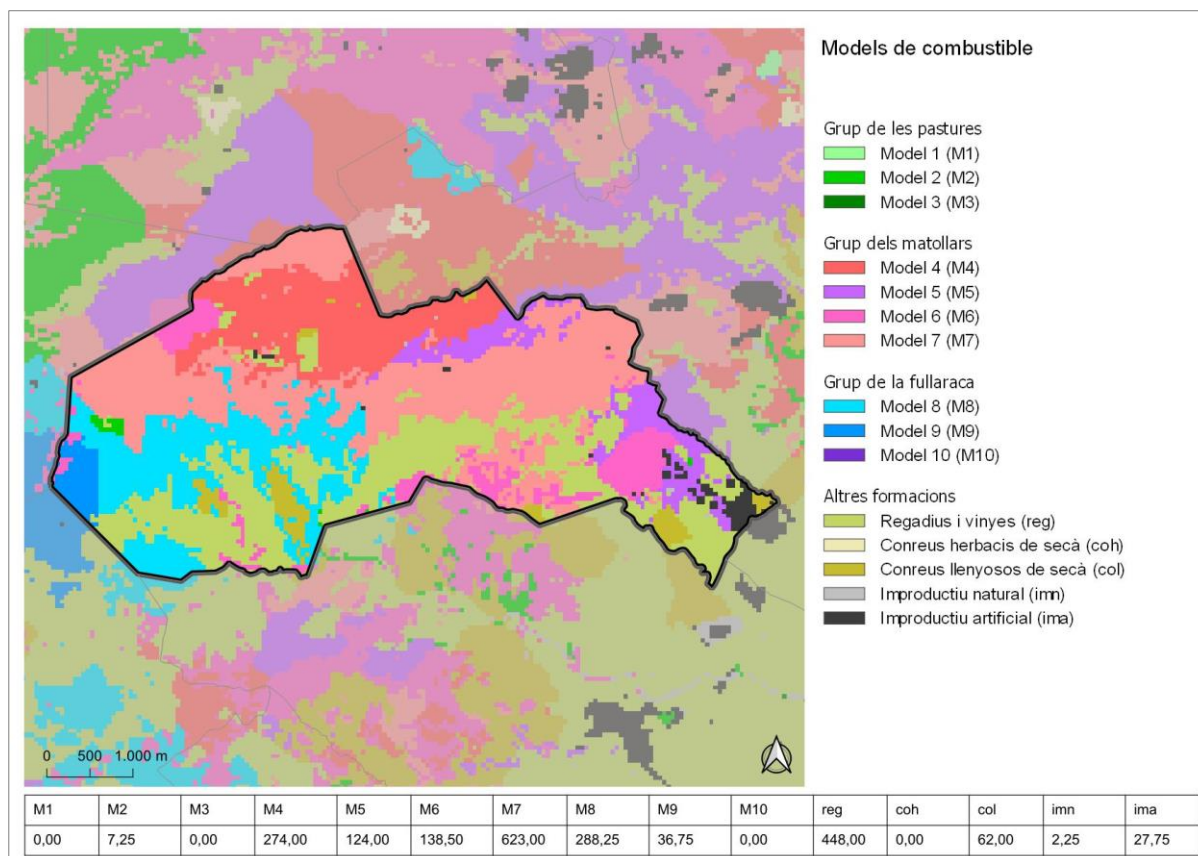 Models de combustible
Grup de les pastures
Model 1 (M1)
Model 2 (M2)
Model 3 (M3)
Grup dels matollars
Model 4 (M4)
Model 5 (M5)
Model 6 (M6)
Model 7 (M7)
Grup de la fullaraca
Model 8 (M8)
Model 9 (M9)
Model 10 (M10)
Altres formacions
Regadius i vinyes (reg)
Conreus herbacis de secà (coh)
Conreus llenyosos de secà (col)
Improductiu natural (imn)
Improductiu artificial (ima)
0 500 1.000 m
M1 M2 M3 M4 M5 M6 M7 M8 M9 M10 reg coh col imn ima
0,00 7,25 0,00 274,00 124,00 138,50 623,00 288,25 36,75 0,00 448,00 0,00 62,00 2,25 27,75